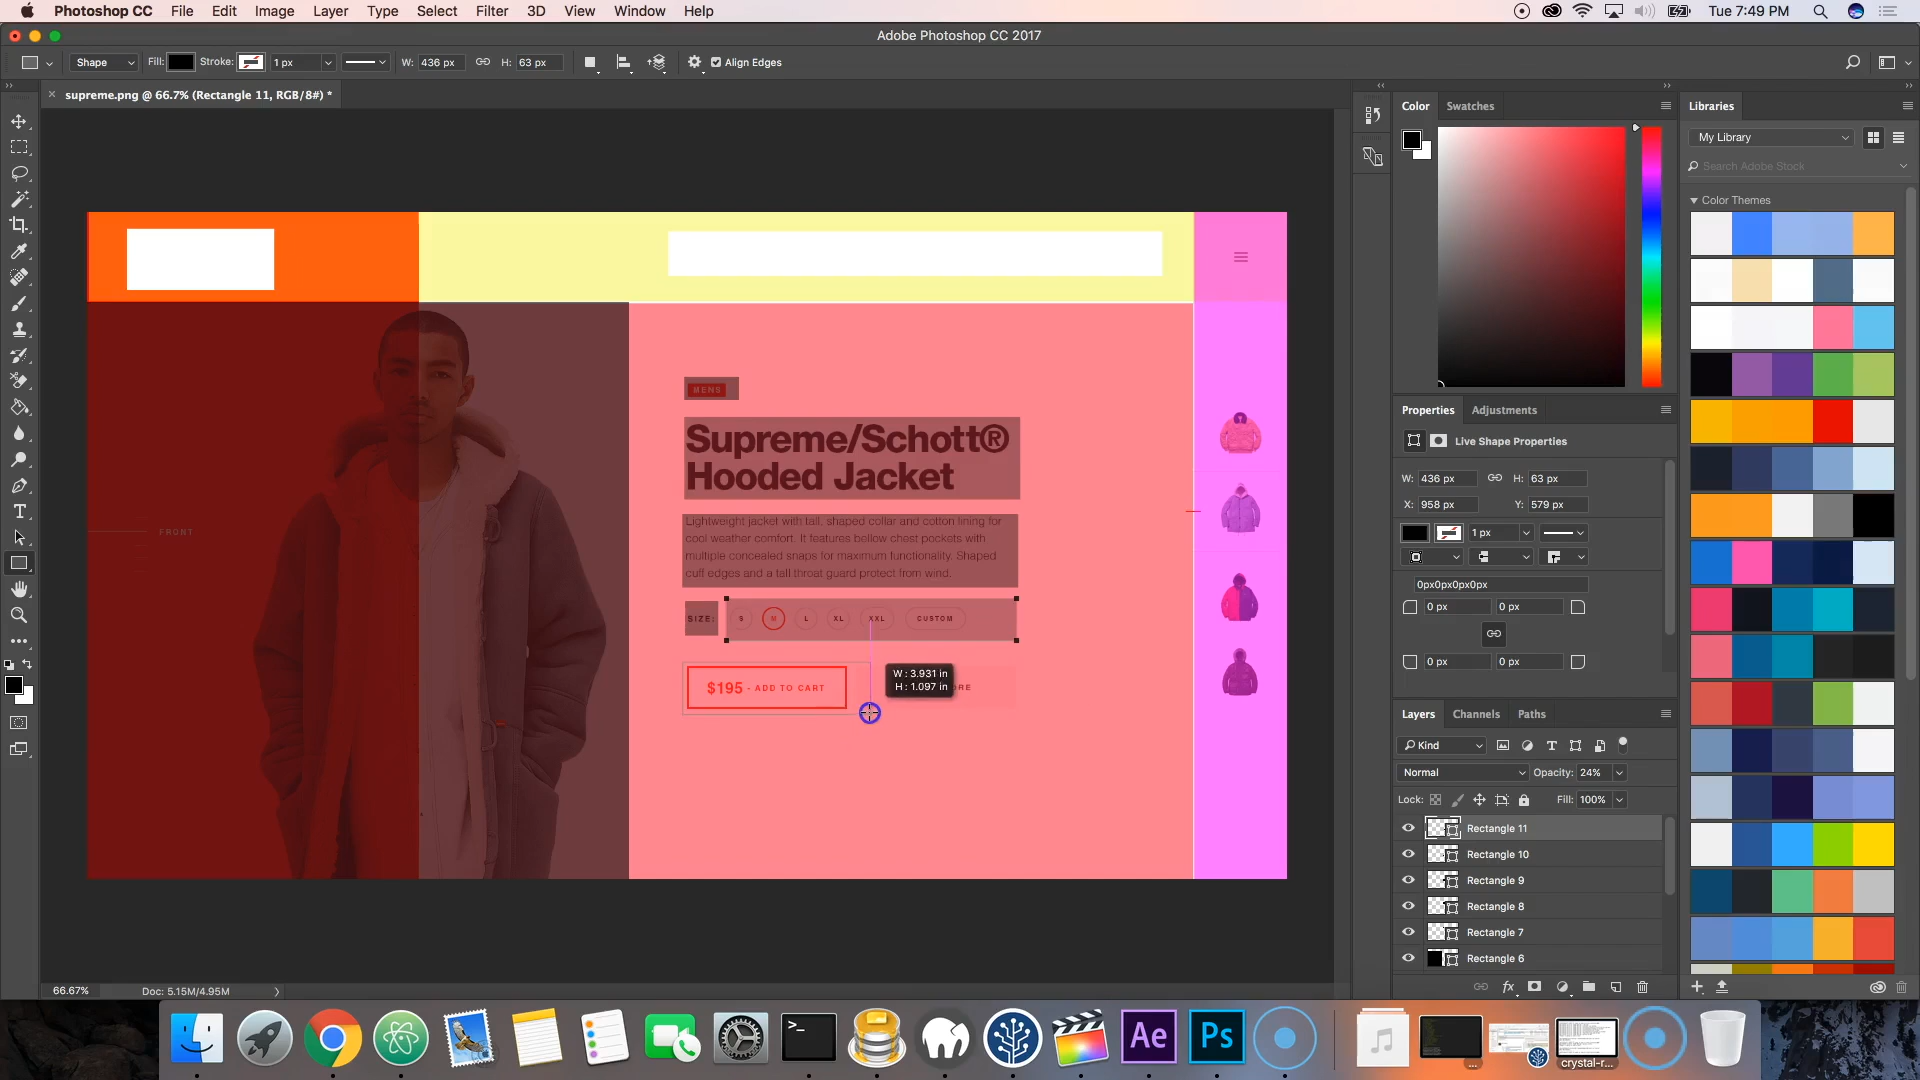 Photoshop CC File Edit Image Layer Type Select Filter 3D View Window Help Tue 7:49 PM
Adobe Photoshop CC 2017
Shape Fill: Stroke: 1 px W: 436 px H: 63 px Align Edges
supreme.png @ 66.7% (Rectangle 11, RGB/8#) *
MENS
Supreme/Schott®
Hooded Jacket
Lightweight jacket with tall, shaped collar and cotton lining for
cool weather comfort. It features bellow chest pockets with
multiple concealed snaps for maximum functionality. Shaped
cuff edges and a tall throat guard protect from wind.
FRONT
SIZE: S M L XL XXL CUSTOM
$195 - ADD TO CART
W : 3.931 in
H : 1.097 in
66.67% Doc: 5.15M/4.95M
Color Swatches
Properties Adjustments
Live Shape Properties
W: 436 px H: 63 px
X: 958 px Y: 579 px
1 px
0px0px0px0px
0 px 0 px
0 px 0 px
Layers Channels Paths
Kind
Normal Opacity: 24%
Lock: Fill: 100%
Rectangle 11
Rectangle 10
Rectangle 9
Rectangle 8
Rectangle 7
Rectangle 6
fx
Libraries
My Library
Search Adobe Stock
Color Themes
Ae Ps
crystal-r...